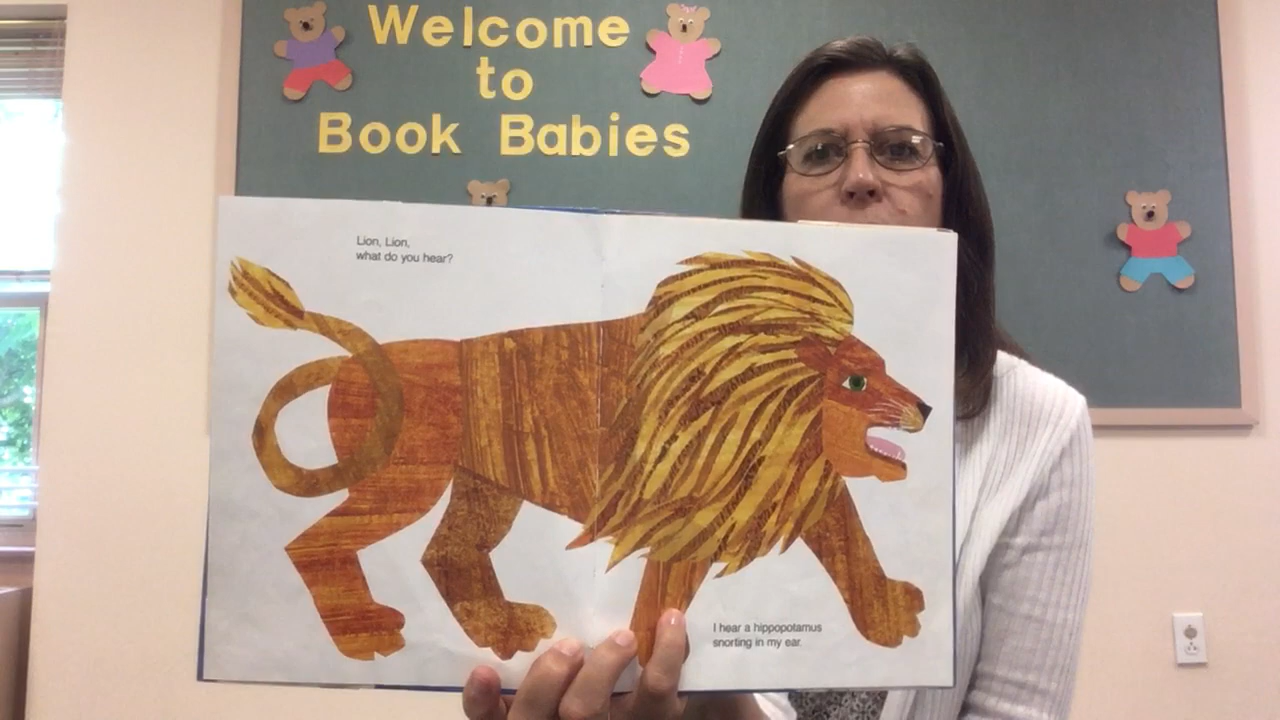 Welcome
to
Book Babies
Lion, Lion,
what do you hear?
I hear a hippopotamus
snorting in my ear.